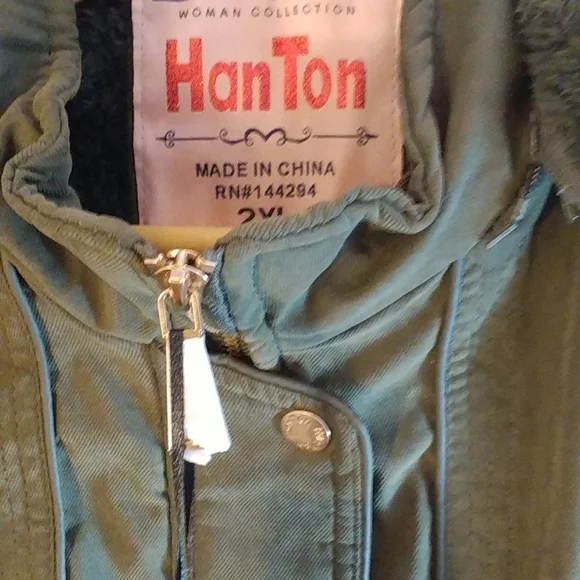 WOMAN COLLECTION
HanTon
MADE IN CHINA
RN#144294
2XL